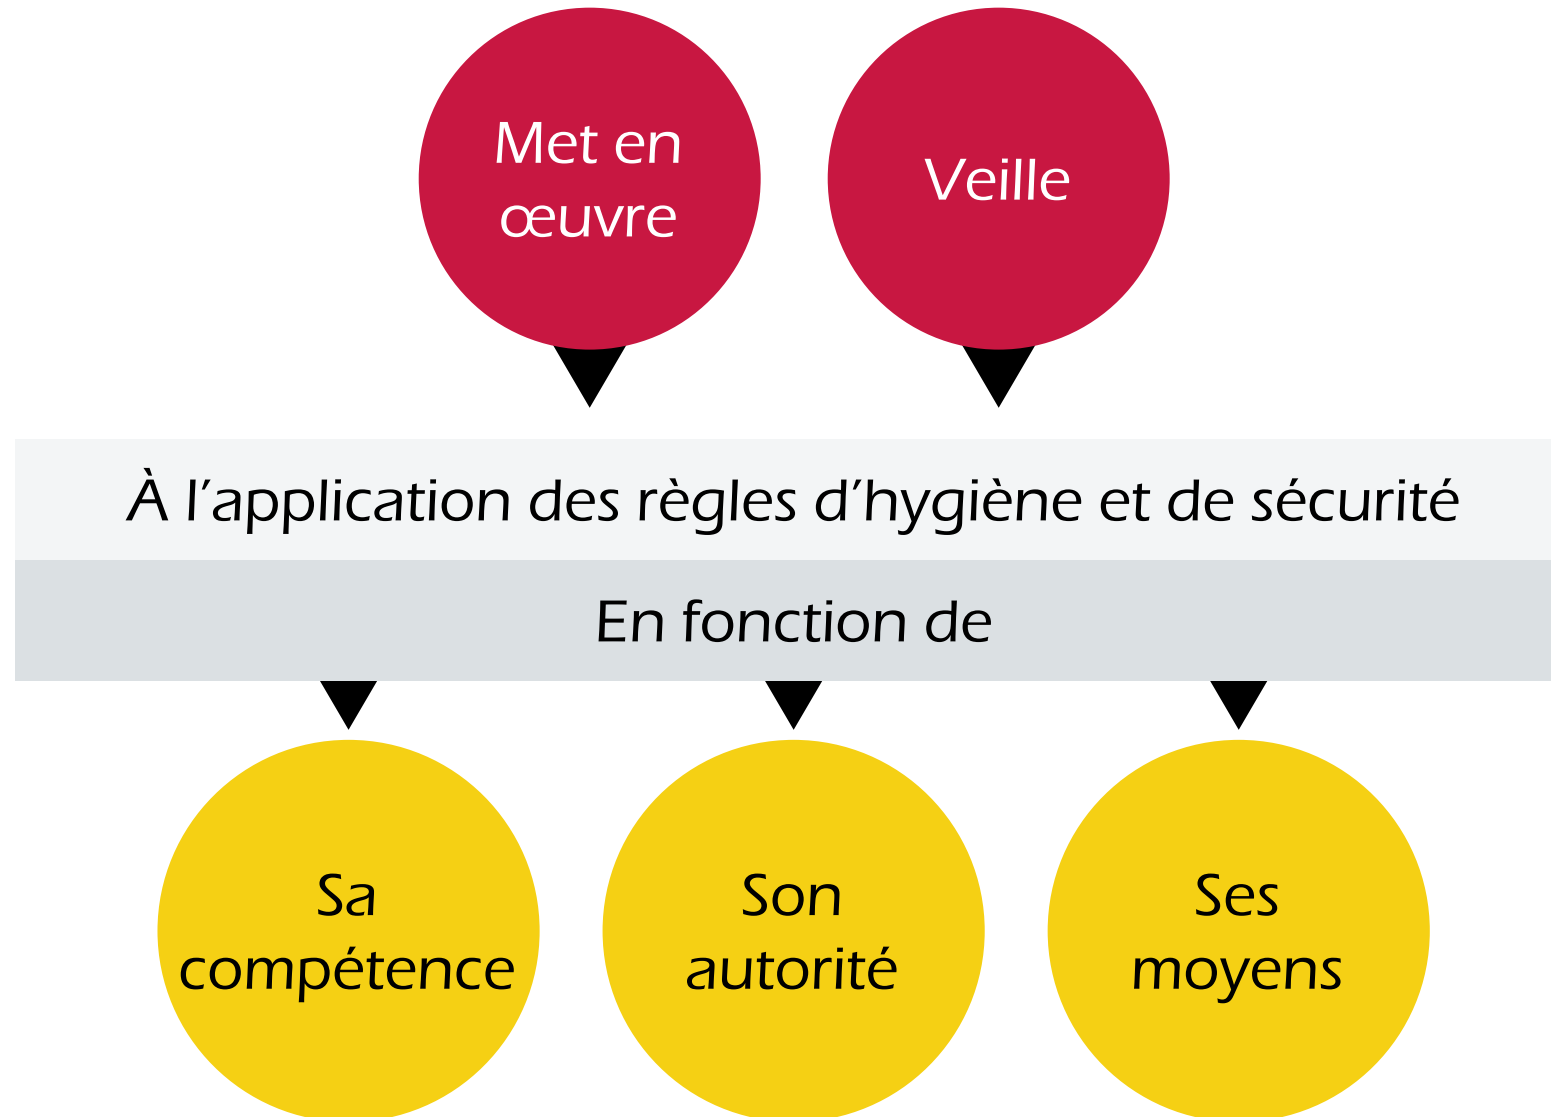 Met en
œuvre
Veille
À l’application des règles d’hygiène et de sécurité
En fonction de
Sa
compétence
Son
autorité
Ses
moyens